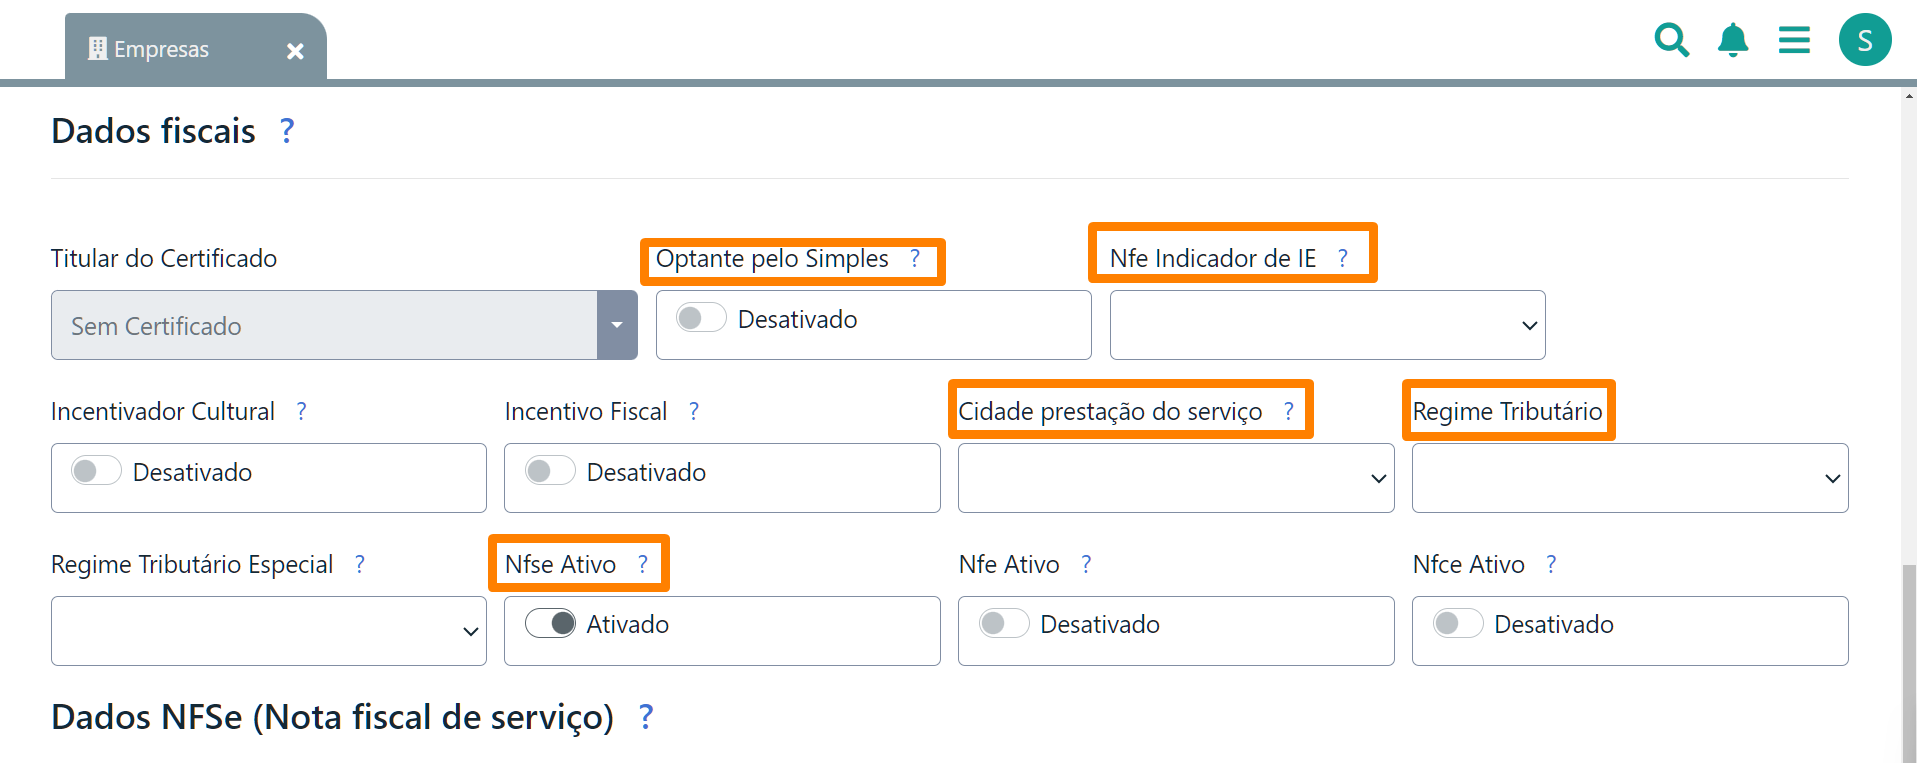 Empresas
S
Dados fiscais ?
Titular do Certificado
Optante pelo Simples ?
Nfe Indicador de IE ?
Sem Certificado
Desativado
Incentivador Cultural ?
Incentivo Fiscal ?
Cidade prestação do serviço ?
Regime Tributário
Desativado
Desativado
Regime Tributário Especial ?
Nfse Ativo ?
Nfe Ativo ?
Nfce Ativo ?
Ativado
Desativado
Desativado
Dados NFSe (Nota fiscal de serviço) ?